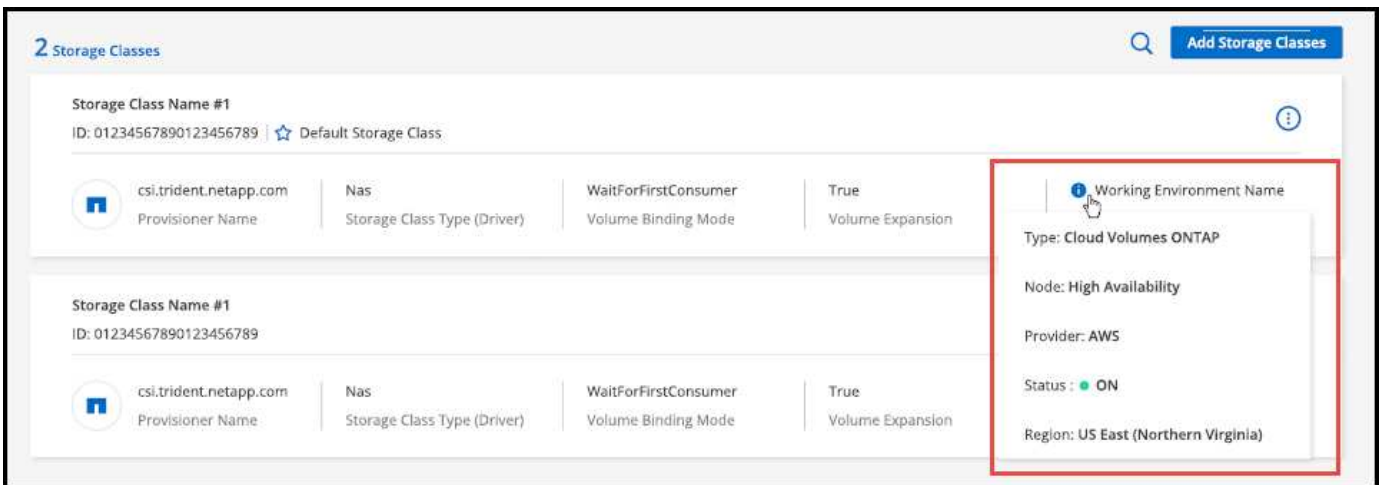 2 Storage Classes
Add Storage Classes
Storage Class Name #1
ID: 01234567890123456789 | Default Storage Class
csi.trident.netapp.com
Nas
WaitForFirstConsumer
True
Working Environment Name
Provisioner Name
Storage Class Type (Driver)
Volume Binding Mode
Volume Expansion
Type: Cloud Volumes ONTAP
Node: High Availability
Provider: AWS
Status : ON
Region: US East (Northern Virginia)
Storage Class Name #1
ID: 01234567890123456789
csi.trident.netapp.com
Nas
WaitForFirstConsumer
True
Provisioner Name
Storage Class Type (Driver)
Volume Binding Mode
Volume Expansion